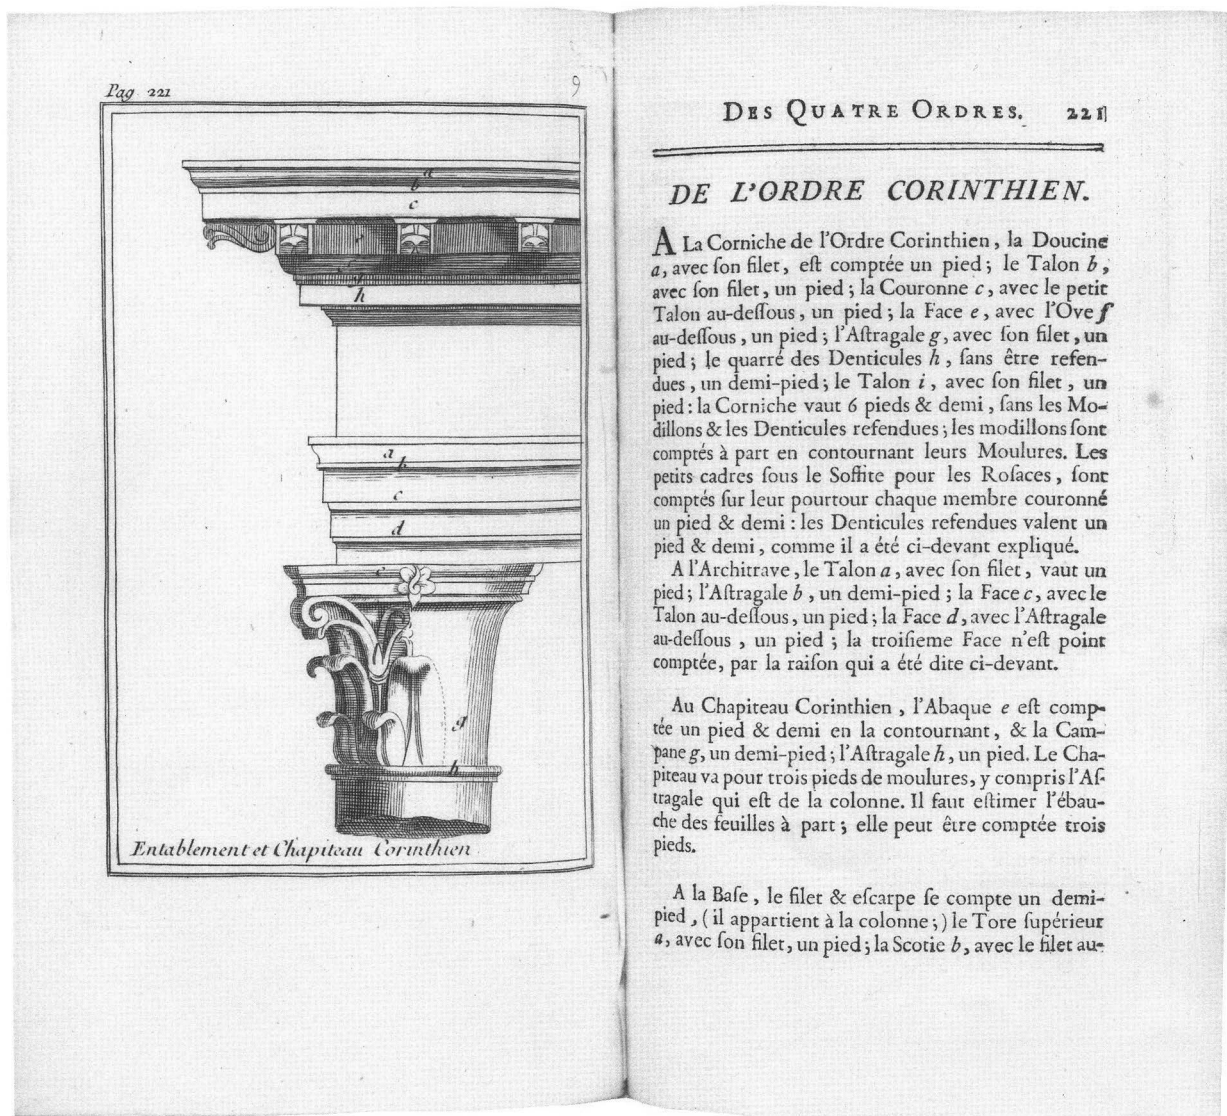 Pag 221
9
a
b
c
h
a
b
c
d
e
g
h
Entablement et Chapiteau Corinthien
DES QUATRE ORDRES. 221
DE L'ORDRE CORINTHIEN.
A La Corniche de l'Ordre Corinthien, la Doucine
a, avec ſon filet, eſt comptée un pied; le Talon b,
avec ſon filet, un pied; la Couronne c, avec le petit
Talon au-deſſous, un pied; la Face e, avec l'Ove f
au-deſſous, un pied; l'Aſtragale g, avec ſon filet, un
pied; le quarré des Denticules h, ſans être refen-
dues, un demi-pied; le Talon i, avec ſon filet, un
pied: la Corniche vaut 6 pieds & demi, ſans les Mo-
dillons & les Denticules refendues; les modillons ſont
comptés à part en contournant leurs Moulures. Les
petits cadres ſous le Soffite pour les Roſaces, ſont
comptés ſur leur pourtour chaque membre couronné
un pied & demi: les Denticules refendues valent un
pied & demi, comme il a été ci-devant expliqué.
A l'Architrave, le Talon a, avec ſon filet, vaut un
pied; l'Aſtragale b, un demi-pied; la Face c, avec le
Talon au-deſſous, un pied; la Face d, avec l'Aſtragale
au-deſſous, un pied; la troiſieme Face n'eſt point
comptée, par la raiſon qui a été dite ci-devant.
Au Chapiteau Corinthien, l'Abaque e eſt comp-
tée un pied & demi en la contournant, & la Cam-
pane g, un demi-pied; l'Aſtragale h, un pied. Le Cha-
piteau va pour trois pieds de moulures, y compris l'Aſ-
tragale qui eſt de la colonne. Il faut eſtimer l'ébau-
che des feuilles à part; elle peut être comptée trois
pieds.
A la Baſe, le filet & eſcarpe ſe compte un demi-
pied, (il appartient à la colonne;) le Tore ſupérieur
a, avec ſon filet, un pied; la Scotie b, avec le filet au-